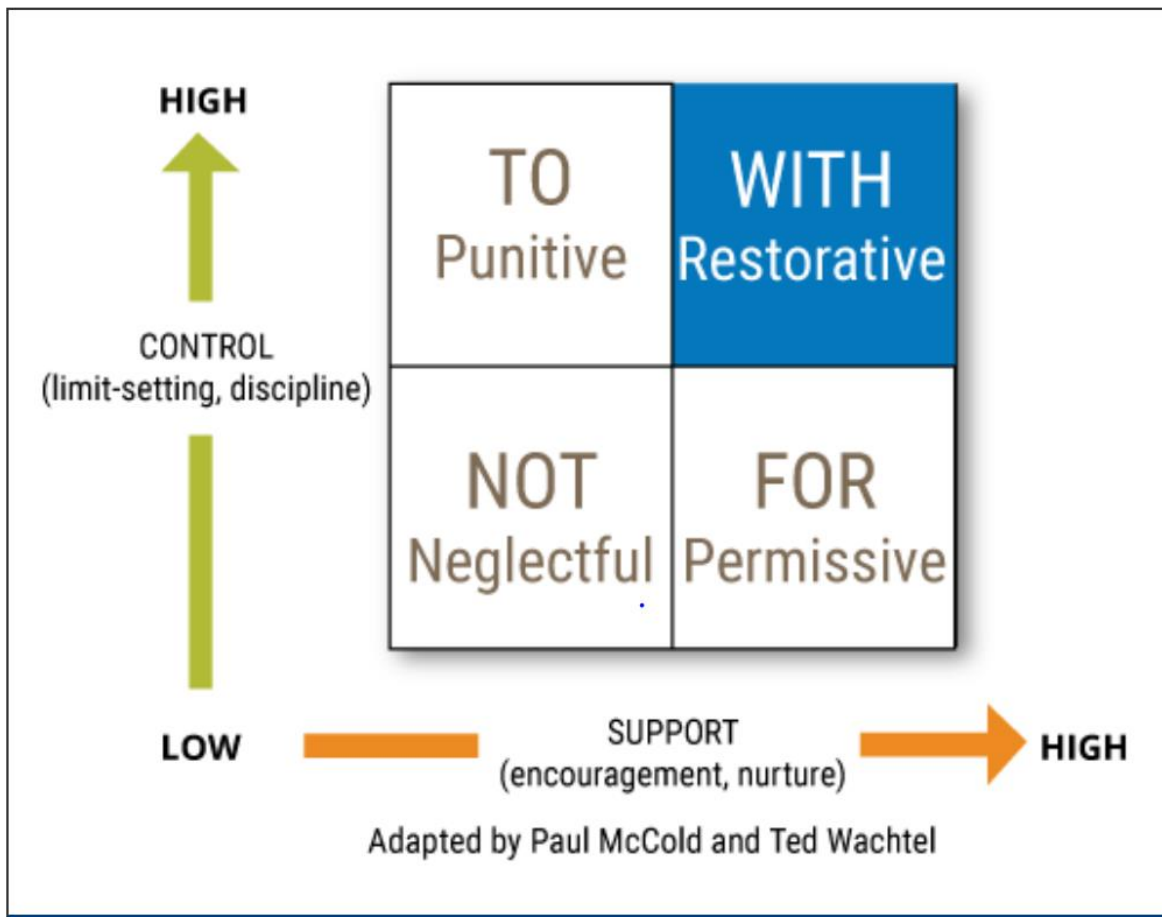 HIGH
TO
Punitive
WITH
Restorative
CONTROL
(limit-setting, discipline)
NOT
Neglectful
FOR
Permissive
LOW
SUPPORT
(encouragement, nurture)
HIGH
Adapted by Paul McCold and Ted Wachtel